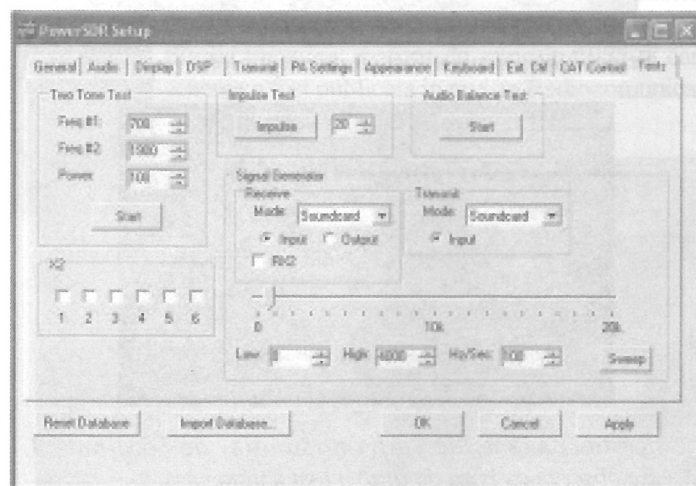 PowerSDR Setup
General Audio Display DSP Transmit PA Settings Appearance Keyboard Ext. Ctrl CAT Control Tests
Two Tone Test
Freq #1: 700
Freq #2: 1900
Power: 100
Start
Impulse Test
Impulse 20
Audio Balance Test
Start
Signal Generator
Receive
Mode: Soundcard
Input Output
RX2
Transmit
Mode: Soundcard
Input
X2
1 2 3 4 5 6
0 10k 20k
Low: 0 High: 4000 Hz/Sec: 100 Sweep
Reset Database Import Database... OK Cancel Apply